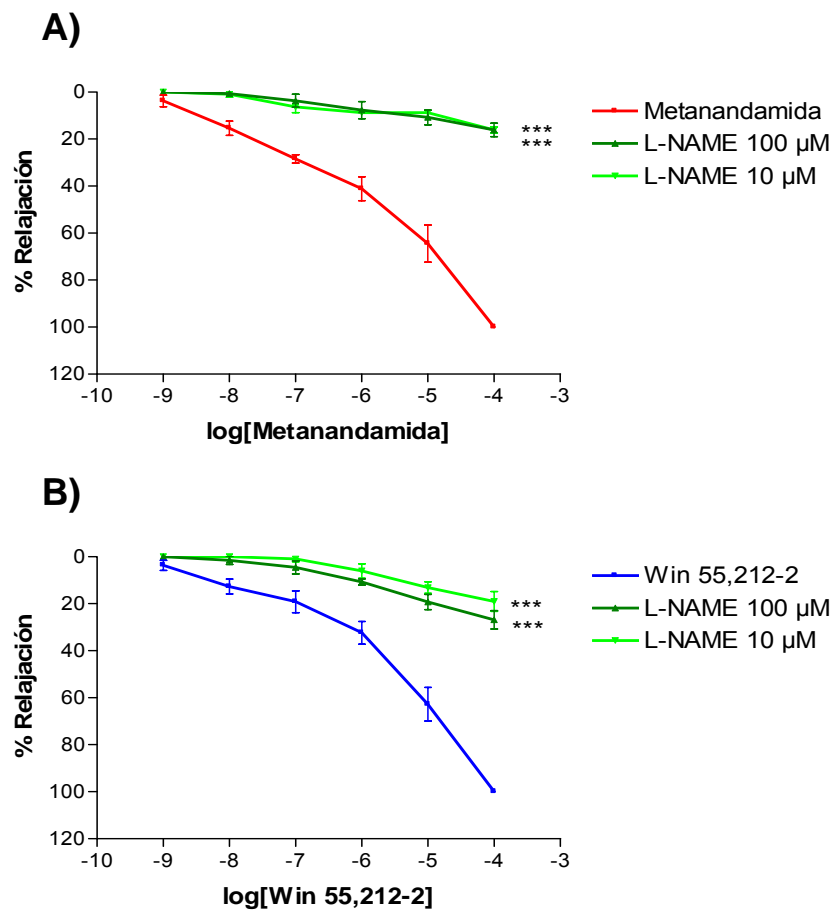 A)
0
20
40
60
80
100
120
% Relajación
-10 -9 -8 -7 -6 -5 -4 -3
log[Metanandamida]
***
***
Metanandamida
L-NAME 100 µM
L-NAME 10 µM
B)
0
20
40
60
80
100
120
% Relajación
-10 -9 -8 -7 -6 -5 -4 -3
log[Win 55,212-2]
***
***
Win 55,212-2
L-NAME 100 µM
L-NAME 10 µM